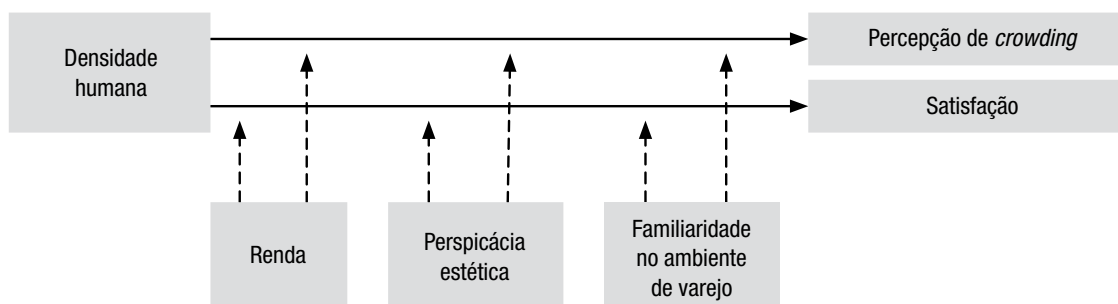 Densidade
humana
Percepção de crowding
Satisfação
Renda
Perspicácia
estética
Familiaridade
no ambiente
de varejo